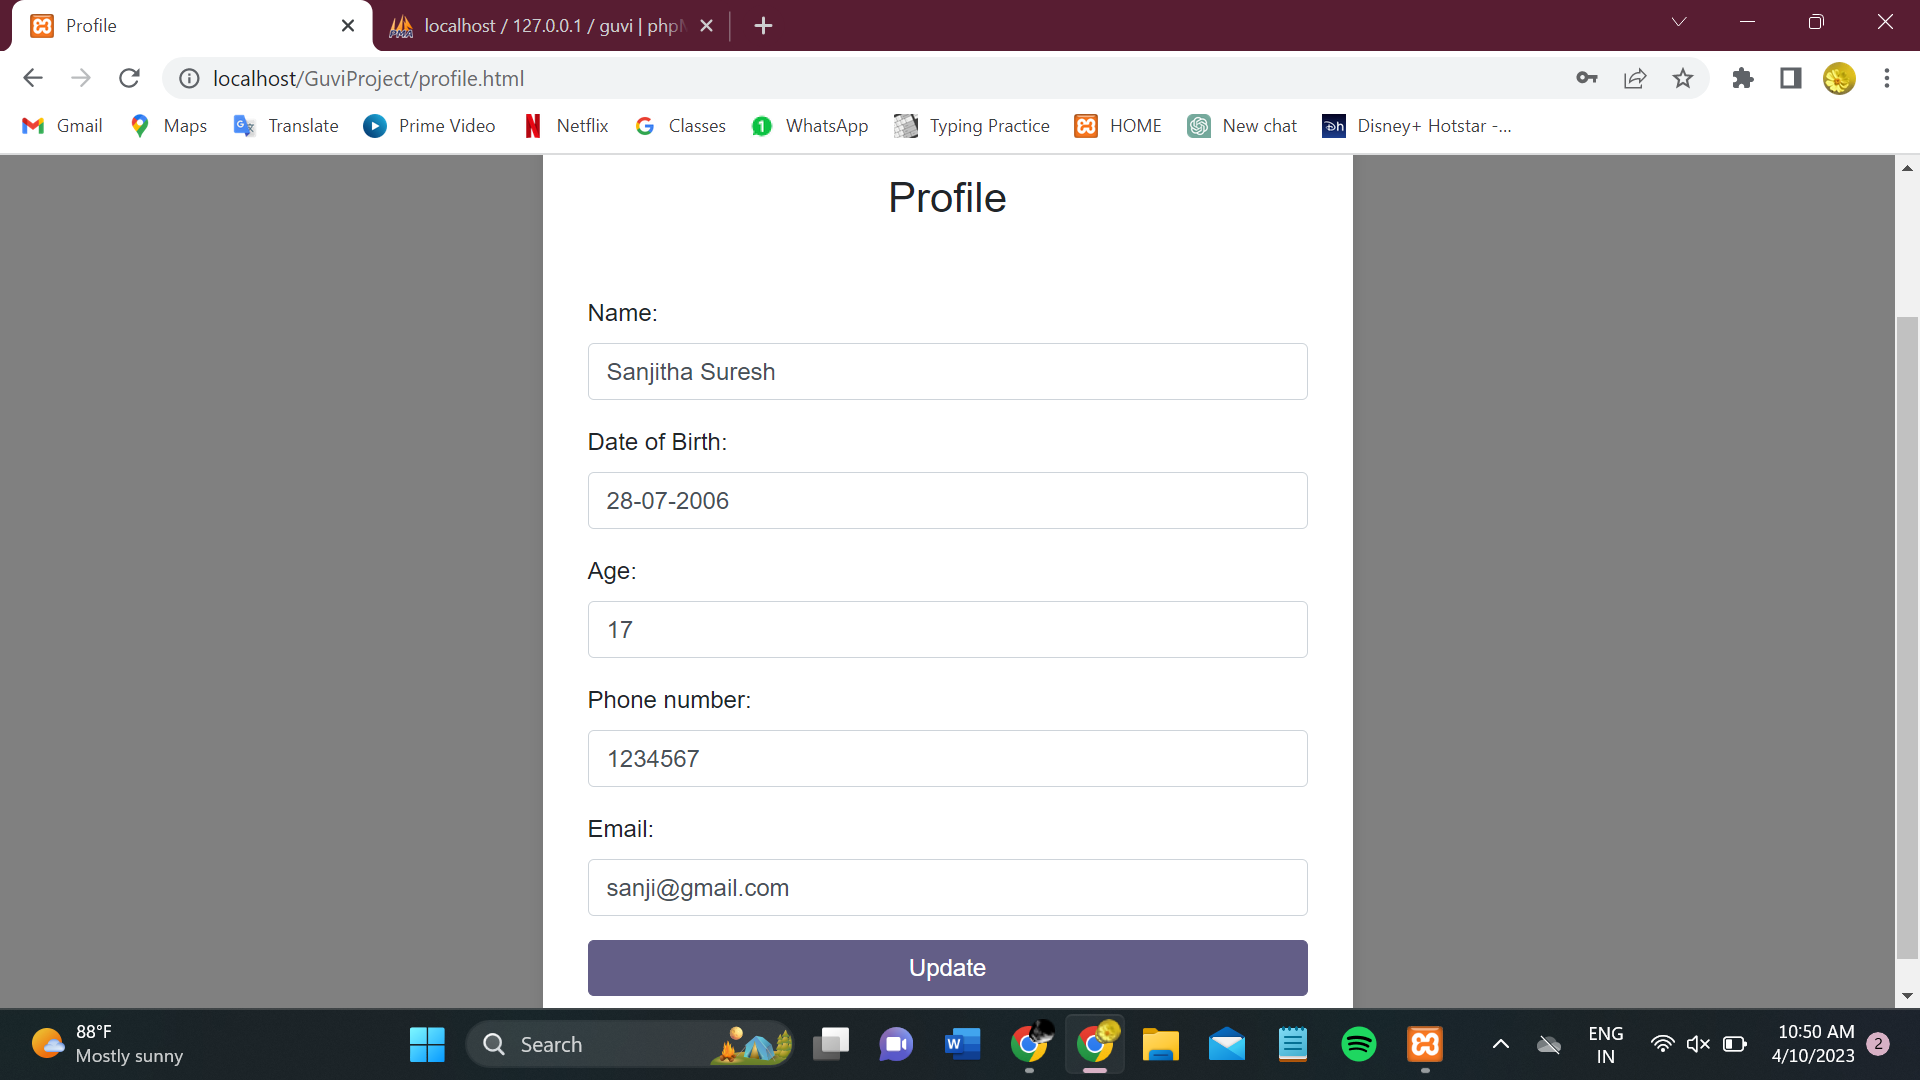 Profile
localhost / 127.0.0.1 / guvi | php
localhost/GuviProject/profile.html
Gmail Maps Translate Prime Video Netflix Classes 1 WhatsApp Typing Practice HOME New chat Disney+ Hotstar -...
Profile
Name:
Sanjitha Suresh
Date of Birth:
28-07-2006
Age:
17
Phone number:
1234567
Email:
sanji@gmail.com
Update
88°F
Mostly sunny
Search
ENG
IN
10:50 AM
4/10/2023
2